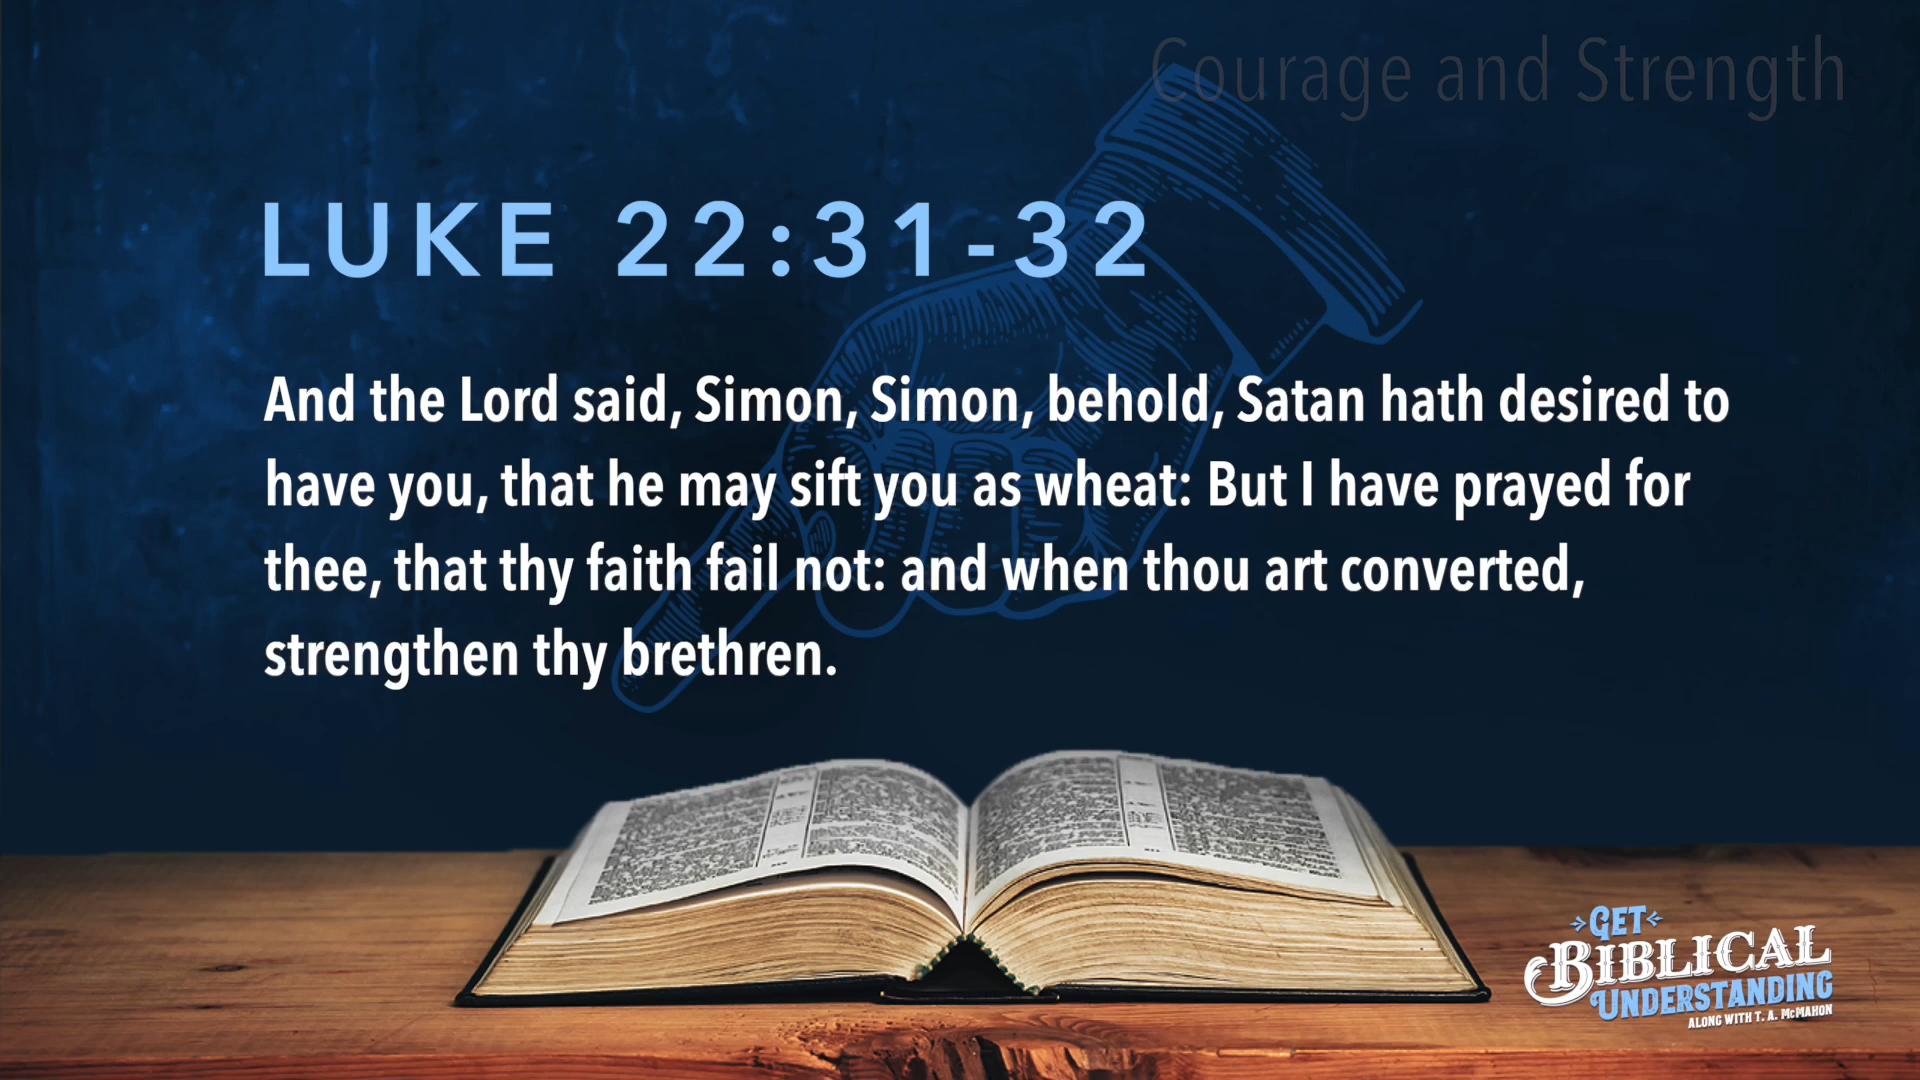 Courage and Strength
LUKE 22:31-32
And the Lord said, Simon, Simon, behold, Satan hath desired to
have you, that he may sift you as wheat: But I have prayed for
thee, that thy faith fail not: and when thou art converted,
strengthen thy brethren.
GET
BIBLICAL
UNDERSTANDING
ALONG WITH T. A. McMAHON